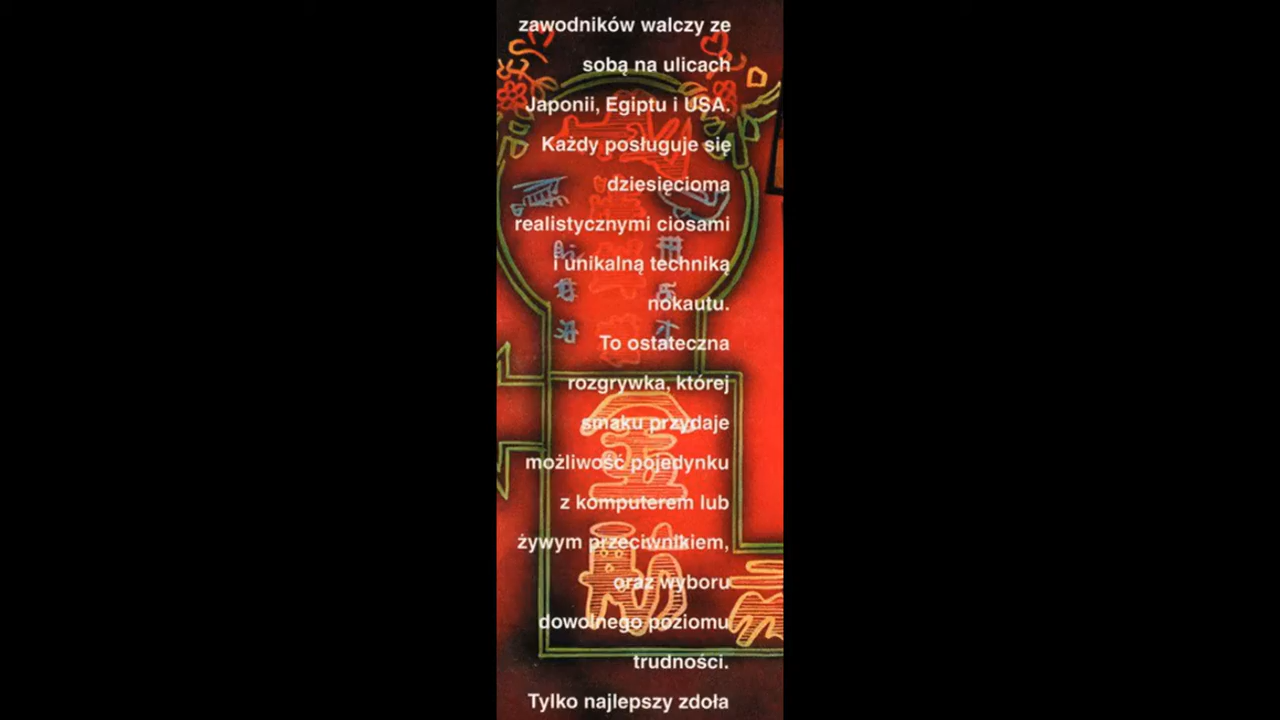 zawodników walczy ze
sobą na ulicach
Japonii, Egiptu i USA.
Każdy posługuje się
dziesięcioma
realistycznymi ciosami
i unikalną techniką
nokautu.
To ostateczna
rozgrywka, której
smaku przydaje
możliwość pojedynku
z komputerem lub
żywym przeciwnikiem,
oraz wyboru
dowolnego poziomu
trudności.
Tylko najlepszy zdoła